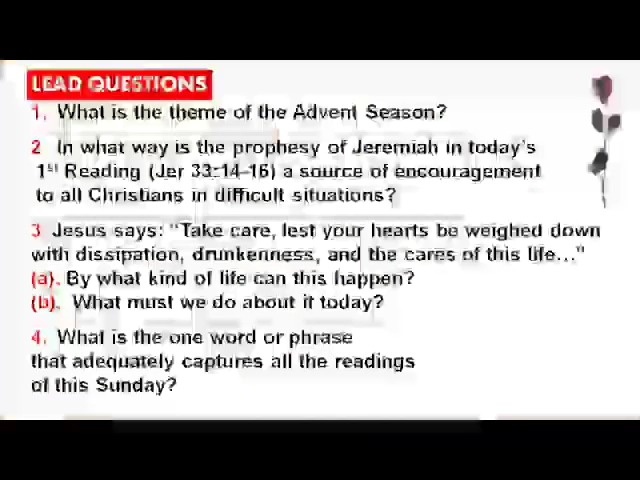 LEAD QUESTIONS
1. What is the theme of the Advent Season?
2 In what way is the prophesy of Jeremiah in today's
1st Reading (Jer 33:14-16) a source of encouragement
to all Christians in difficult situations?
3 Jesus says: "Take care, lest your hearts be weighed down
with dissipation, drunkenness, and the cares of this life..."
(a). By what kind of life can this happen?
(b). What must we do about it today?
4. What is the one word or phrase
that adequately captures all the readings
of this Sunday?